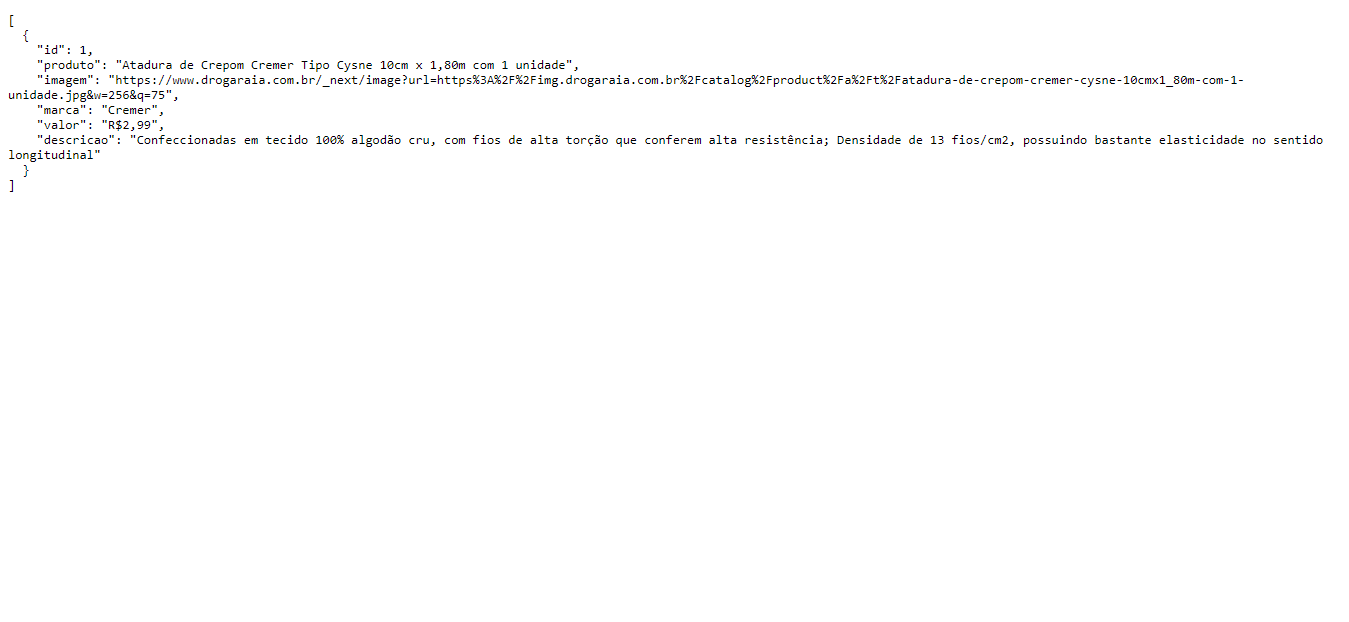 [
  {
    "id": 1,
    "produto": "Atadura de Crepom Cremer Tipo Cysne 10cm x 1,80m com 1 unidade",
    "imagem": "https://www.drogaraia.com.br/_next/image?url=https%3A%2F%2Fimg.drogaraia.com.br%2Fcatalog%2Fproduct%2Fa%2Ft%2Fatadura-de-crepom-cremer-cysne-10cmx1_80m-com-1-
unidade.jpg&w=256&q=75",
    "marca": "Cremer",
    "valor": "R$2,99",
    "descricao": "Confeccionadas em tecido 100% algodão cru, com fios de alta torção que conferem alta resistência; Densidade de 13 fios/cm2, possuindo bastante elasticidade no sentido
longitudinal"
  }
]